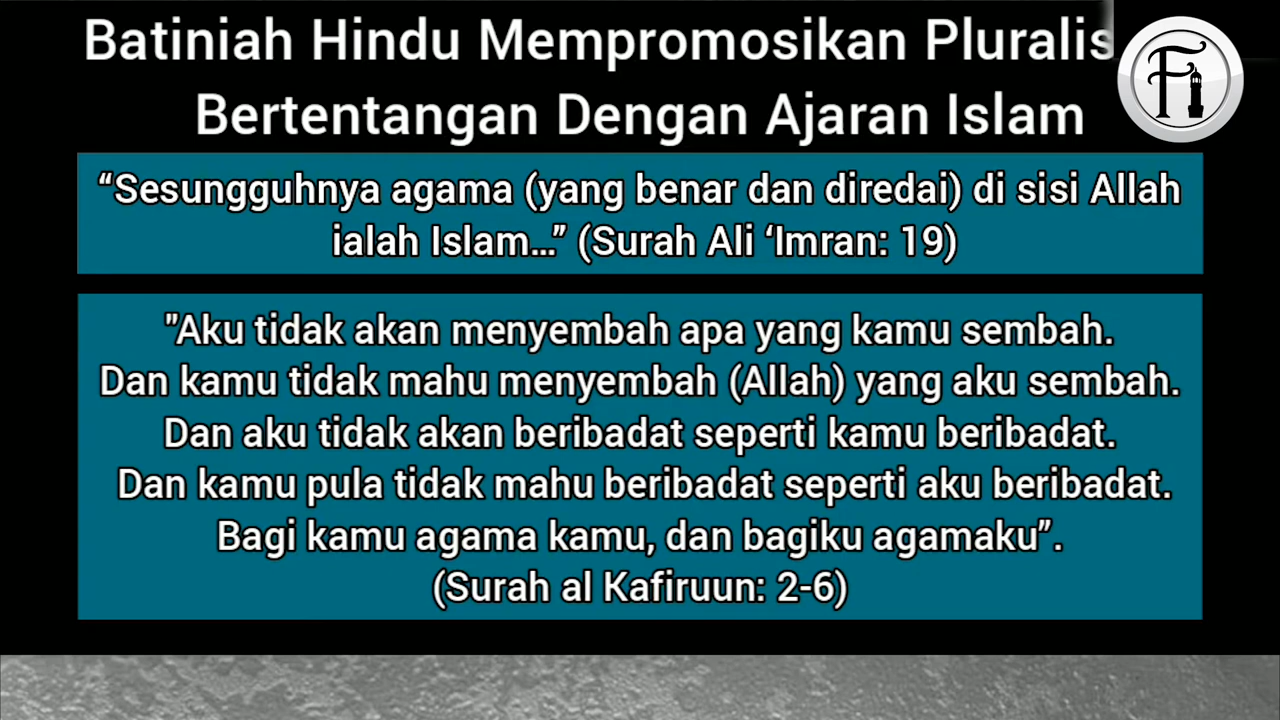 Batiniah Hindu Mempromosikan Pluralis
Bertentangan Dengan Ajaran Islam
“Sesungguhnya agama (yang benar dan diredai) di sisi Allah
ialah Islam...” (Surah Ali ‘Imran: 19)
"Aku tidak akan menyembah apa yang kamu sembah.
Dan kamu tidak mahu menyembah (Allah) yang aku sembah.
Dan aku tidak akan beribadat seperti kamu beribadat.
Dan kamu pula tidak mahu beribadat seperti aku beribadat.
Bagi kamu agama kamu, dan bagiku agamaku”.
(Surah al Kafiruun: 2-6)